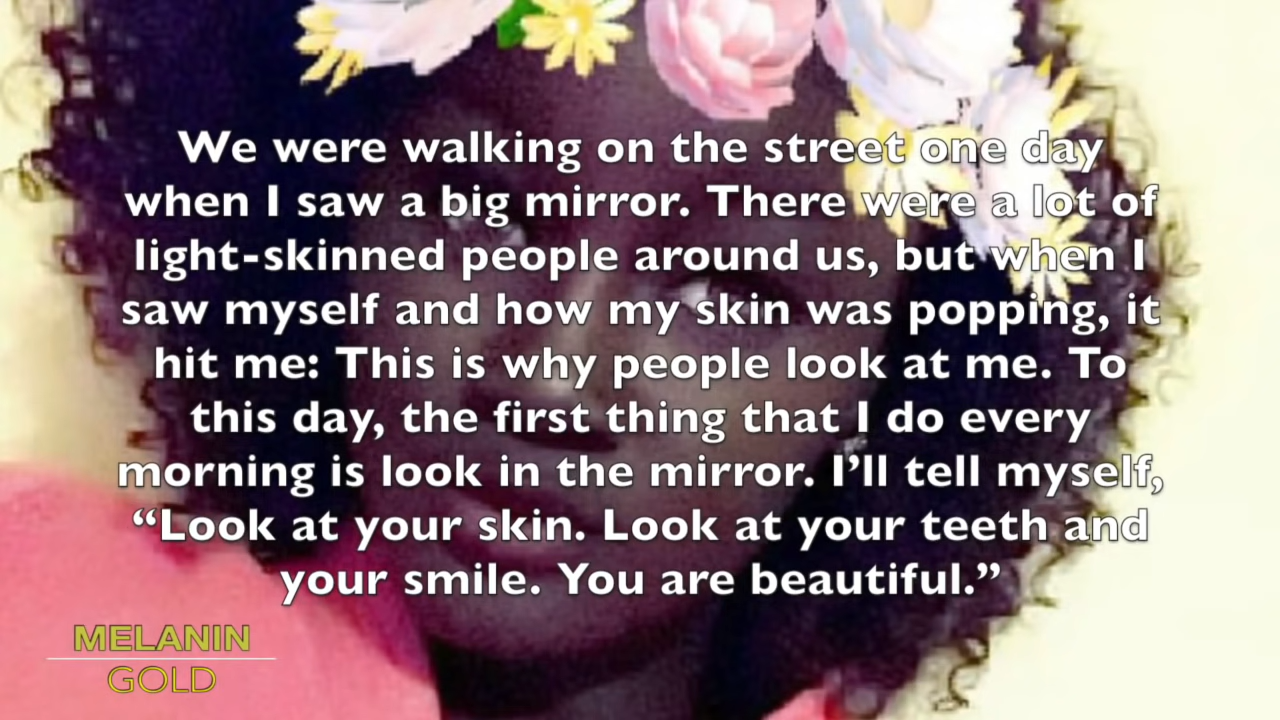 We were walking on the street one day
when I saw a big mirror. There were a lot of
light-skinned people around us, but when I
saw myself and how my skin was popping, it
hit me: This is why people look at me. To
this day, the first thing that I do every
morning is look in the mirror. I’ll tell myself,
“Look at your skin. Look at your teeth and
your smile. You are beautiful.”
MELANIN
GOLD